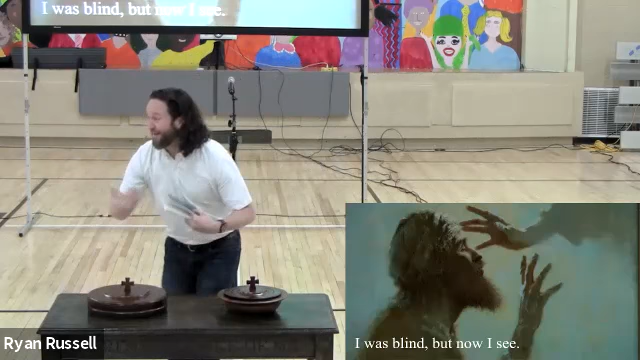 I was blind, but now I see.
I was blind, but now I see.
Ryan Russell